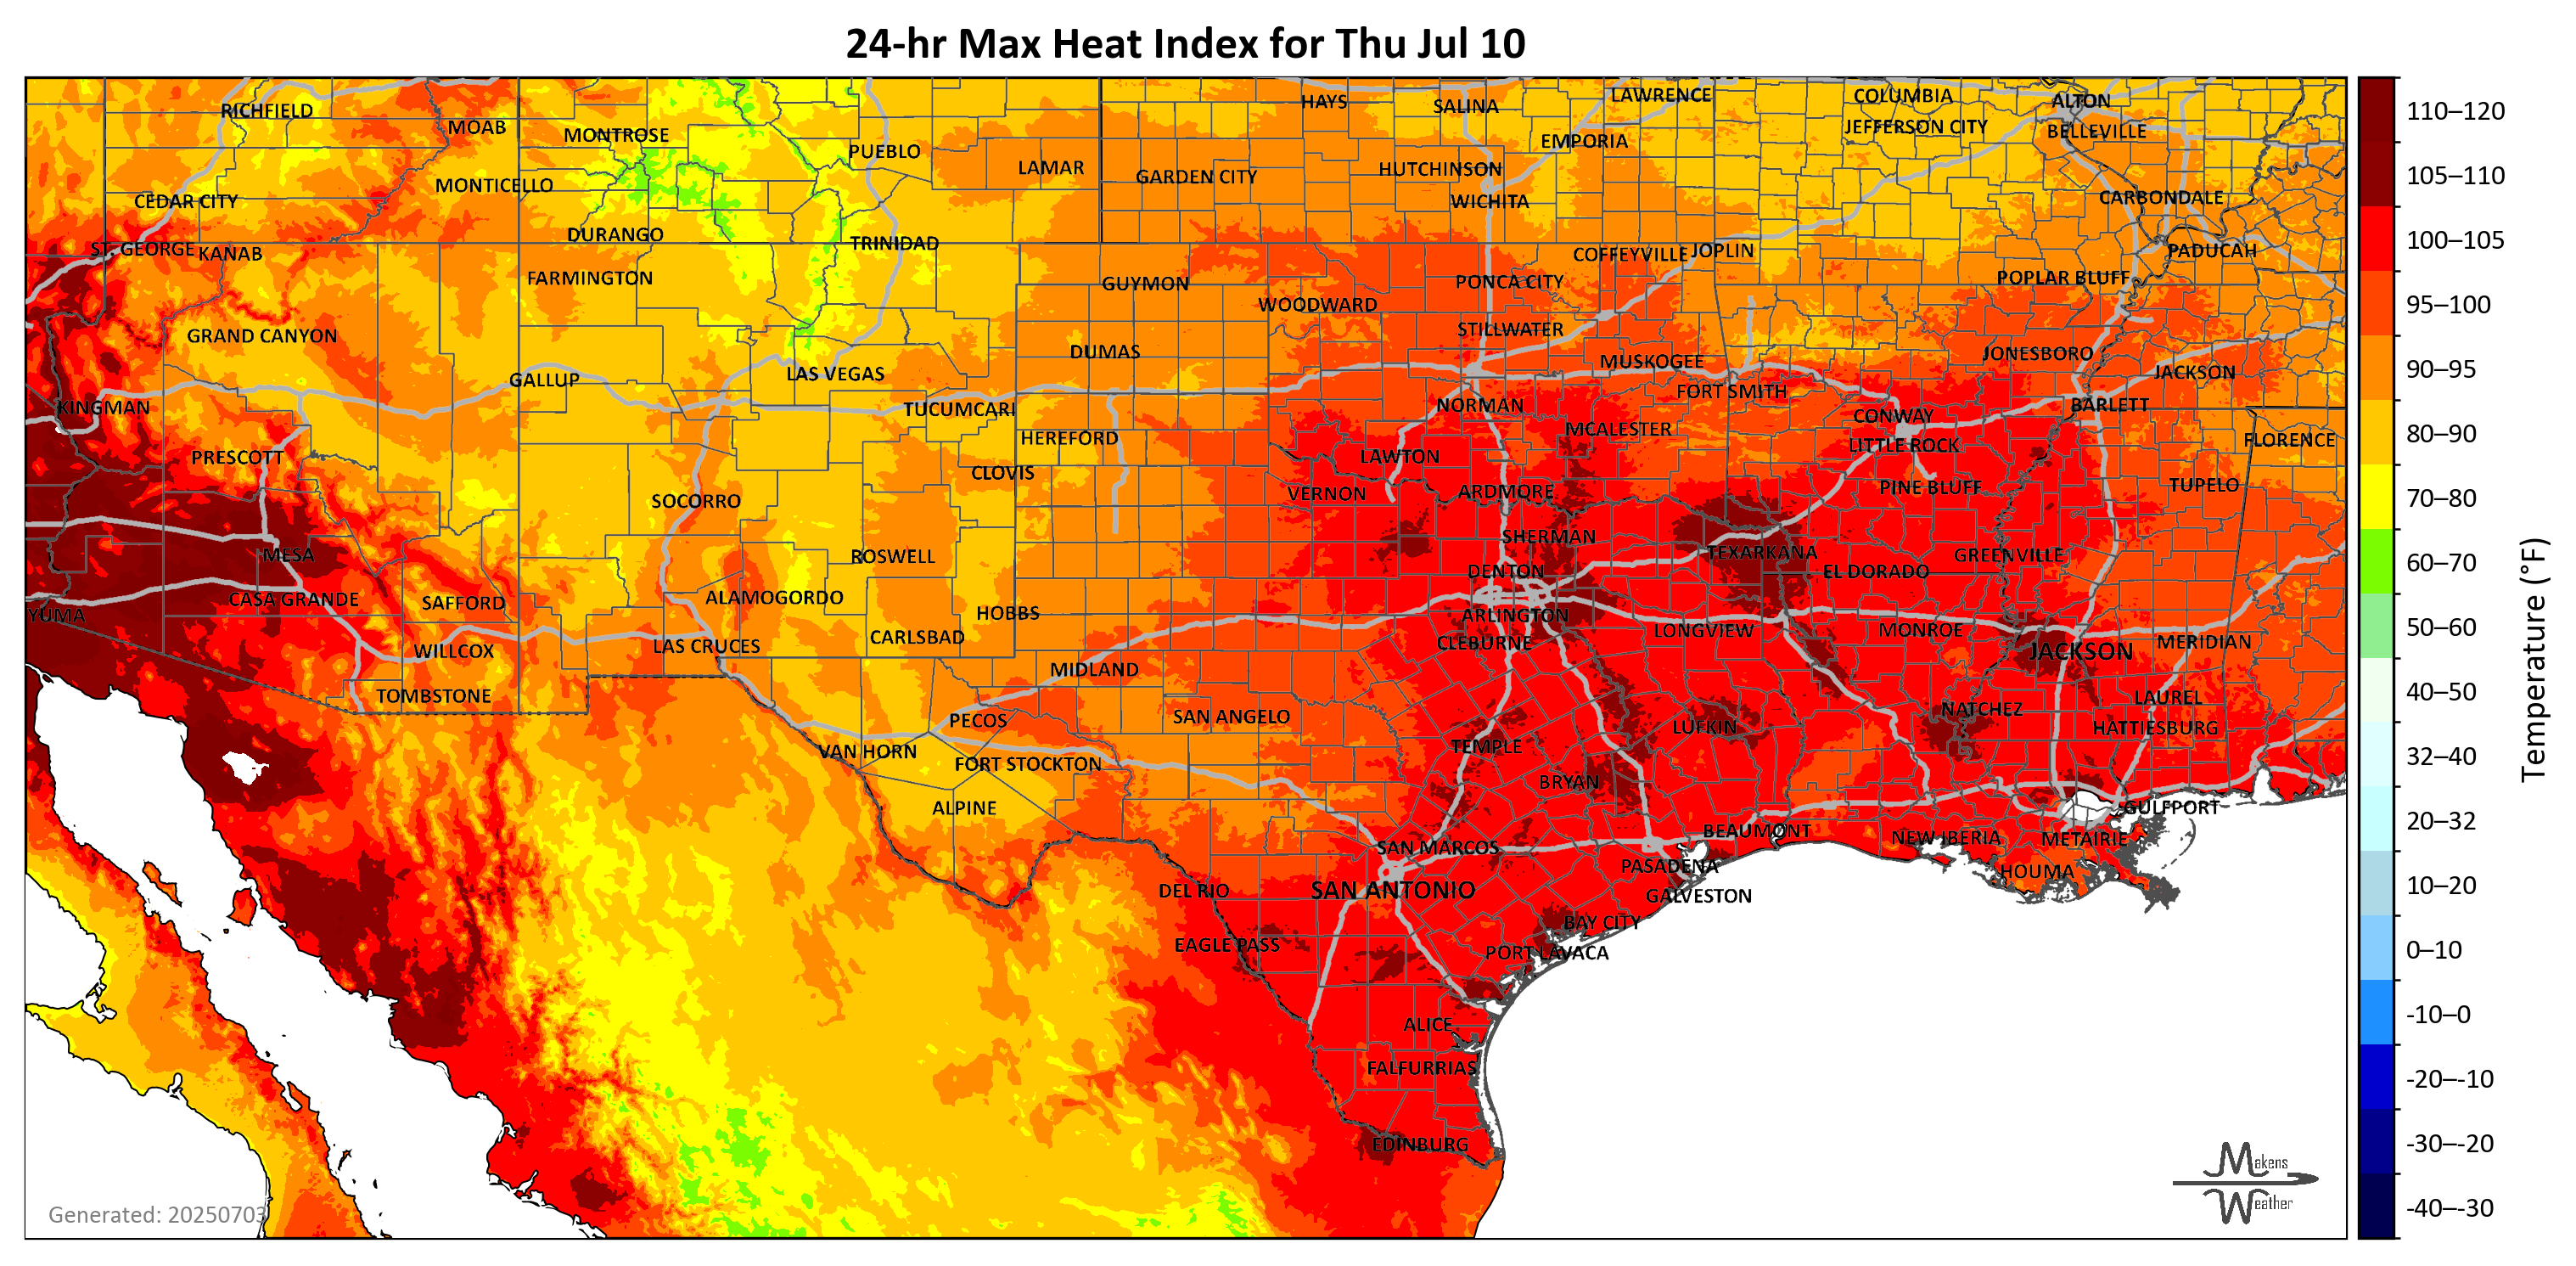 24-hr Max Heat Index for Thu Jul 10
RICHFIELD
MOAB
MONTROSE
PUEBLO
LAMAR
HAYS
SALINA
LAWRENCE
COLUMBIA
ALTON
EMPORIA
JEFFERSON CITY
BELLEVILLE
CEDAR CITY
MONTICELLO
GARDEN CITY
HUTCHINSON
WICHITA
CARBONDALE
ST. GEORGE
KANAB
DURANGO
TRINIDAD
COFFEYVILLE
JOPLIN
PADUCAH
FARMINGTON
GUYMON
WOODWARD
PONCA CITY
POPLAR BLUFF
GRAND CANYON
DUMAS
STILLWATER
MUSKOGEE
JONESBORO
GALLUP
LAS VEGAS
FORT SMITH
JACKSON
KINGMAN
TUCUMCARI
NORMAN
CONWAY
BARLETT
PRESCOTT
HEREFORD
MCALESTER
LITTLE ROCK
FLORENCE
CLOVIS
LAWTON
SOCORRO
VERNON
ARDMORE
PINE BLUFF
TUPELO
MESA
ROSWELL
SHERMAN
TEXARKANA
GREENVILLE
CASA GRANDE
SAFFORD
ALAMOGORDO
DENTON
EL DORADO
YUMA
HOBBS
ARLINGTON
WILLCOX
LAS CRUCES
CARLSBAD
CLEBURNE
LONGVIEW
MONROE
JACKSON
MERIDIAN
TOMBSTONE
MIDLAND
PECOS
SAN ANGELO
LUFKIN
NATCHEZ
LAUREL
HATTIESBURG
VAN HORN
FORT STOCKTON
TEMPLE
BRYAN
ALPINE
GULFPORT
SAN MARCOS
BEAUMONT
NEW IBERIA
METAIRIE
DEL RIO
SAN ANTONIO
PASADENA
GALVESTON
HOUMA
EAGLE PASS
BAY CITY
PORT LAVACA
ALICE
FALFURRIAS
EDINBURG
Generated: 20250703
Makens
Weather
110–120
105–110
100–105
95–100
90–95
80–90
70–80
60–70
50–60
40–50
32–40
20–32
10–20
0–10
-10–0
-20–-10
-30–-20
-40–-30
Temperature (°F)